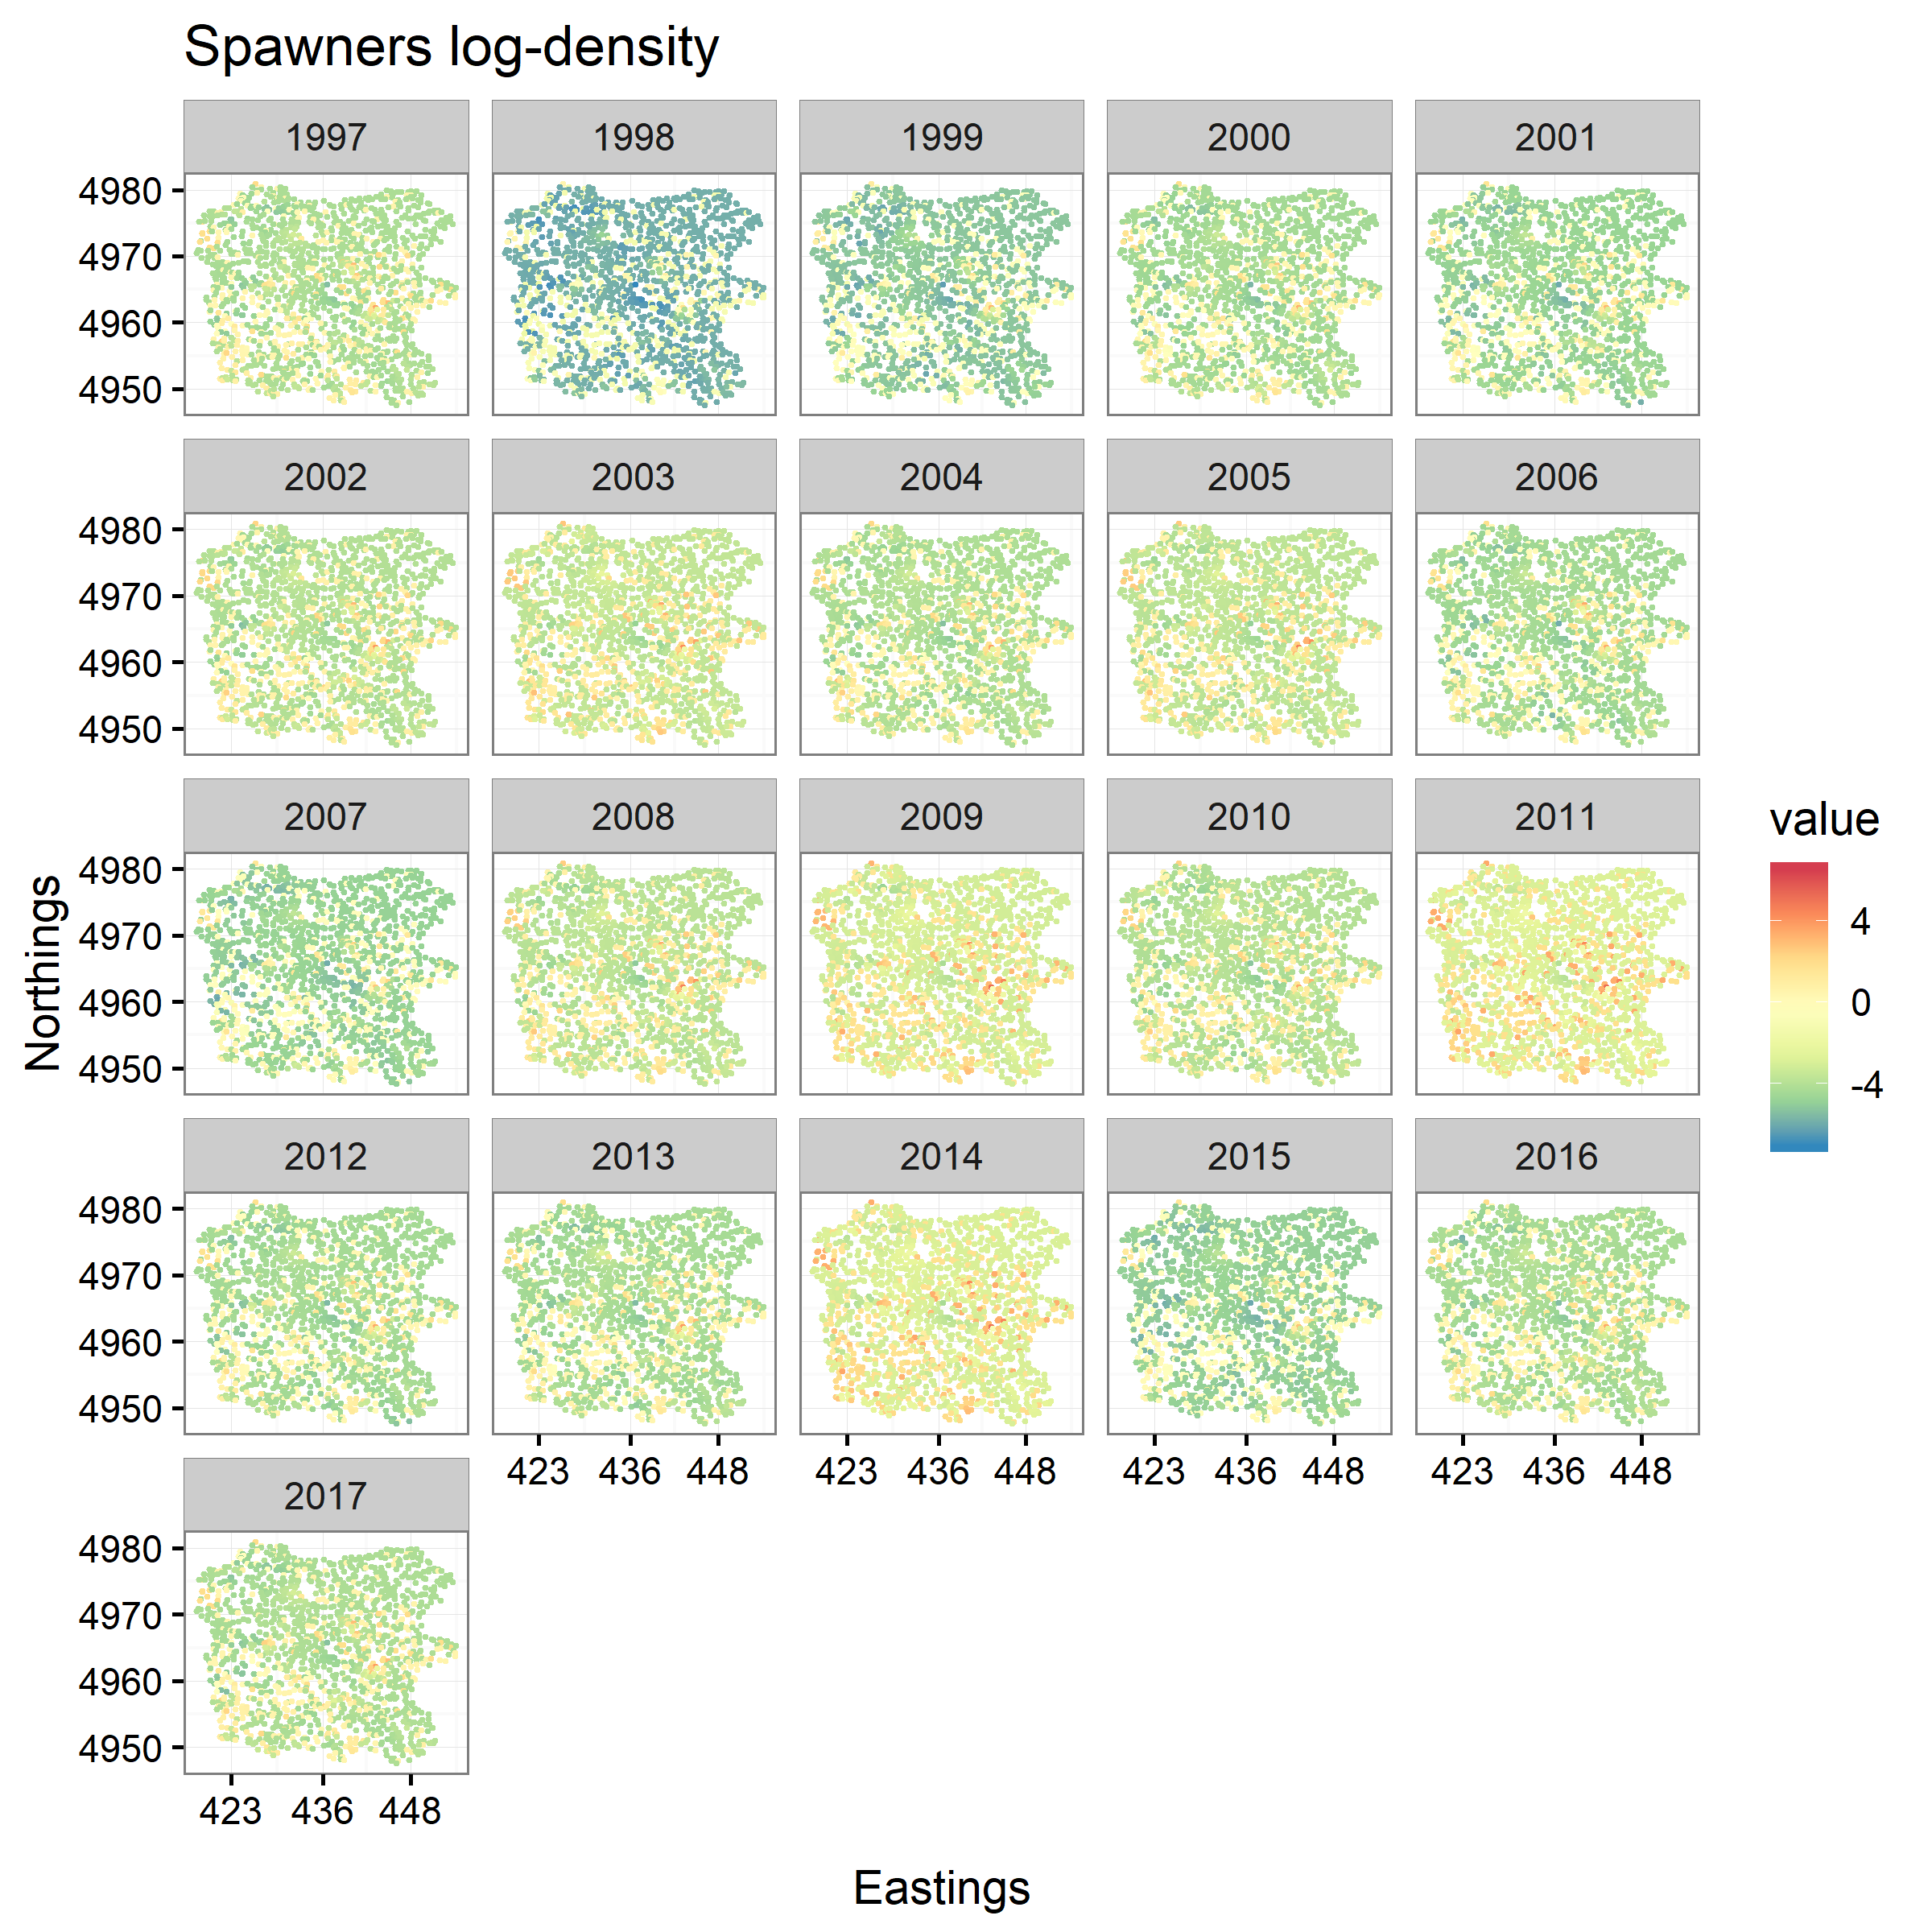 Spawners log-density
1997 1998 1999 2000 2001
4980
4970
4960
4950
2002 2003 2004 2005 2006
4980
4970
4960
4950
2007 2008 2009 2010 2011
4980
4970
4960
4950
2012 2013 2014 2015 2016
4980
4970
4960
4950
423 436 448 423 436 448 423 436 448 423 436 448
2017
4980
4970
4960
4950
423 436 448
Northings
Eastings
value
4
0
-4